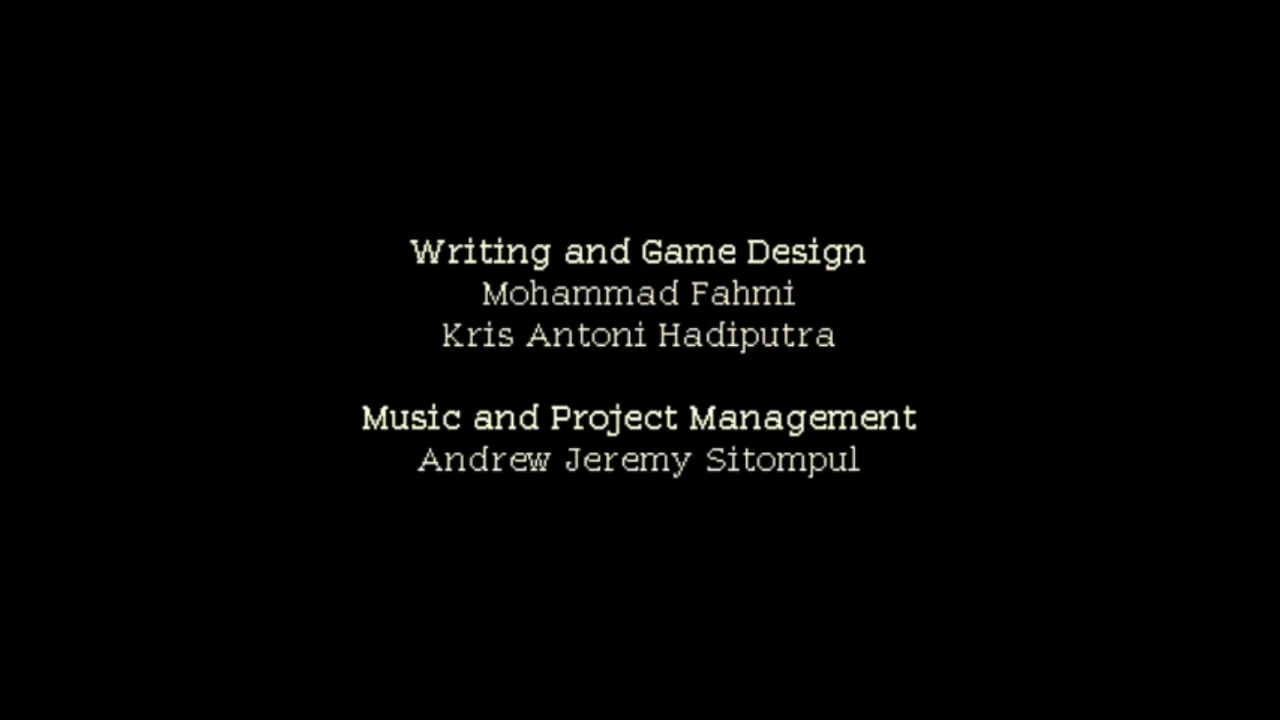 Writing and Game Design
Mohammad Fahmi
Kris Antoni Hadiputra
Music and Project Management
Andrew Jeremy Sitompul